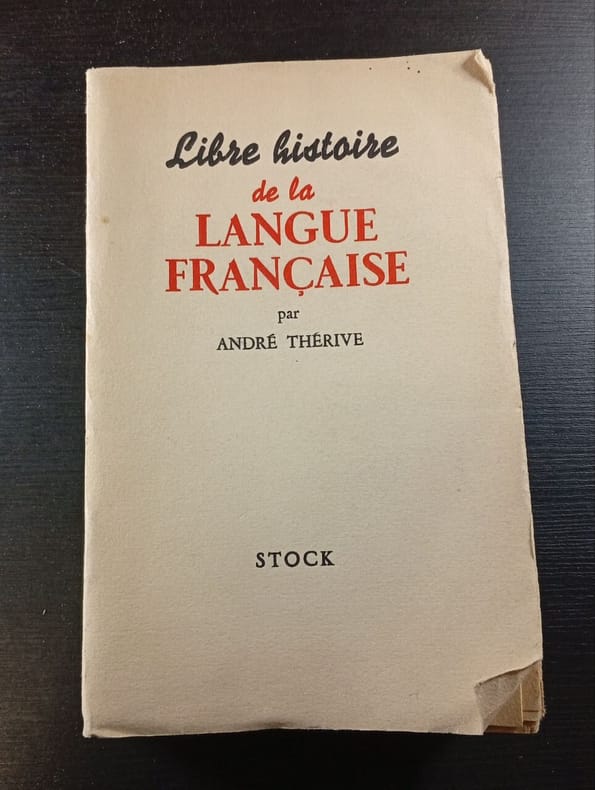 Libre histoire
de la
LANGUE
FRANÇAISE
par
ANDRÉ THÉRIVE
STOCK